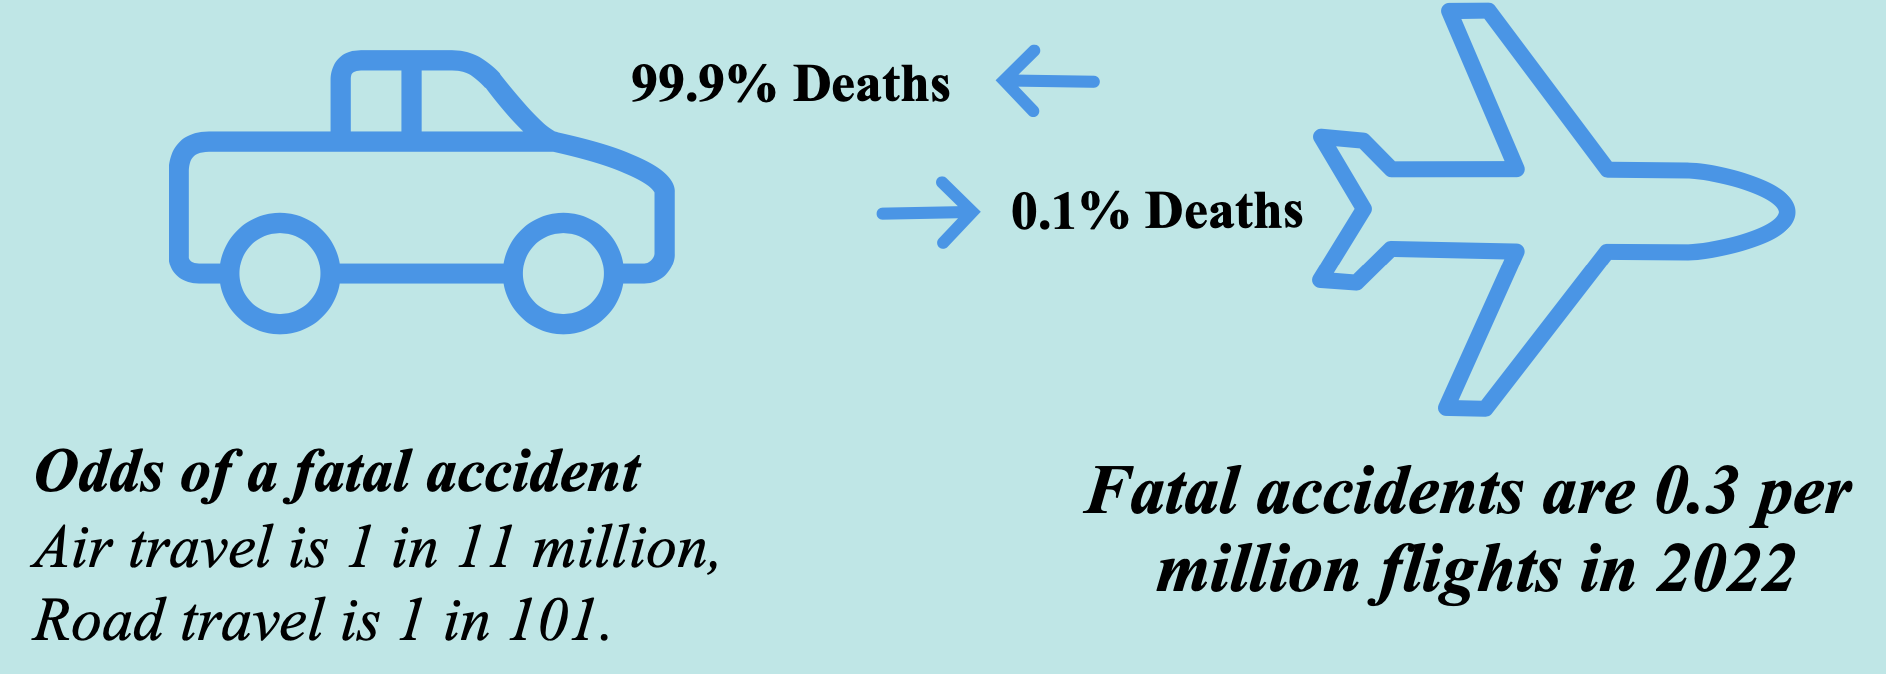 99.9% Deaths
0.1% Deaths
Odds of a fatal accident
Air travel is 1 in 11 million,
Road travel is 1 in 101.
Fatal accidents are 0.3 per
million flights in 2022